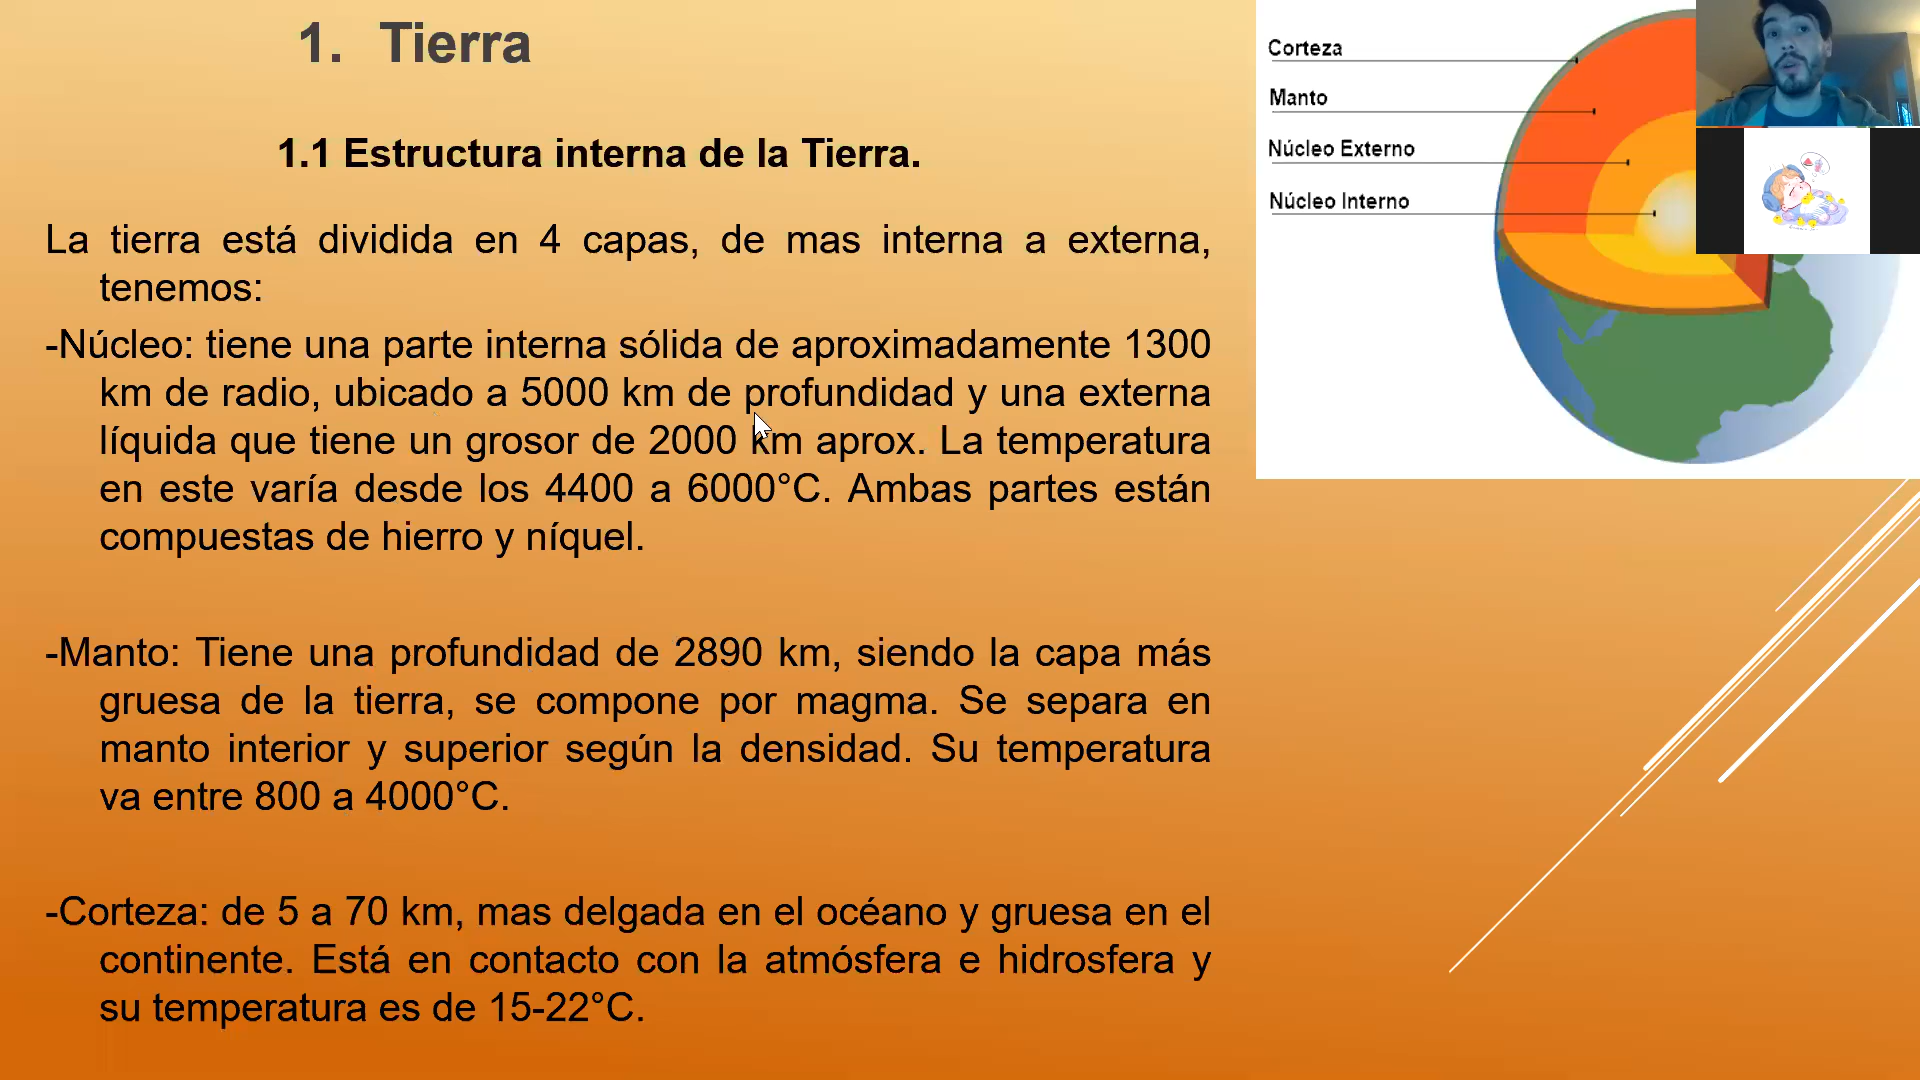 1. Tierra
1.1 Estructura interna de la Tierra.
La tierra está dividida en 4 capas, de mas interna a externa,
tenemos:
-Núcleo: tiene una parte interna sólida de aproximadamente 1300
km de radio, ubicado a 5000 km de profundidad y una externa
líquida que tiene un grosor de 2000 km aprox. La temperatura
en este varía desde los 4400 a 6000°C. Ambas partes están
compuestas de hierro y níquel.
-Manto: Tiene una profundidad de 2890 km, siendo la capa más
gruesa de la tierra, se compone por magma. Se separa en
manto interior y superior según la densidad. Su temperatura
va entre 800 a 4000°C.
-Corteza: de 5 a 70 km, mas delgada en el océano y gruesa en el
continente. Está en contacto con la atmósfera e hidrosfera y
su temperatura es de 15-22°C.
Corteza
Manto
Núcleo Externo
Núcleo Interno